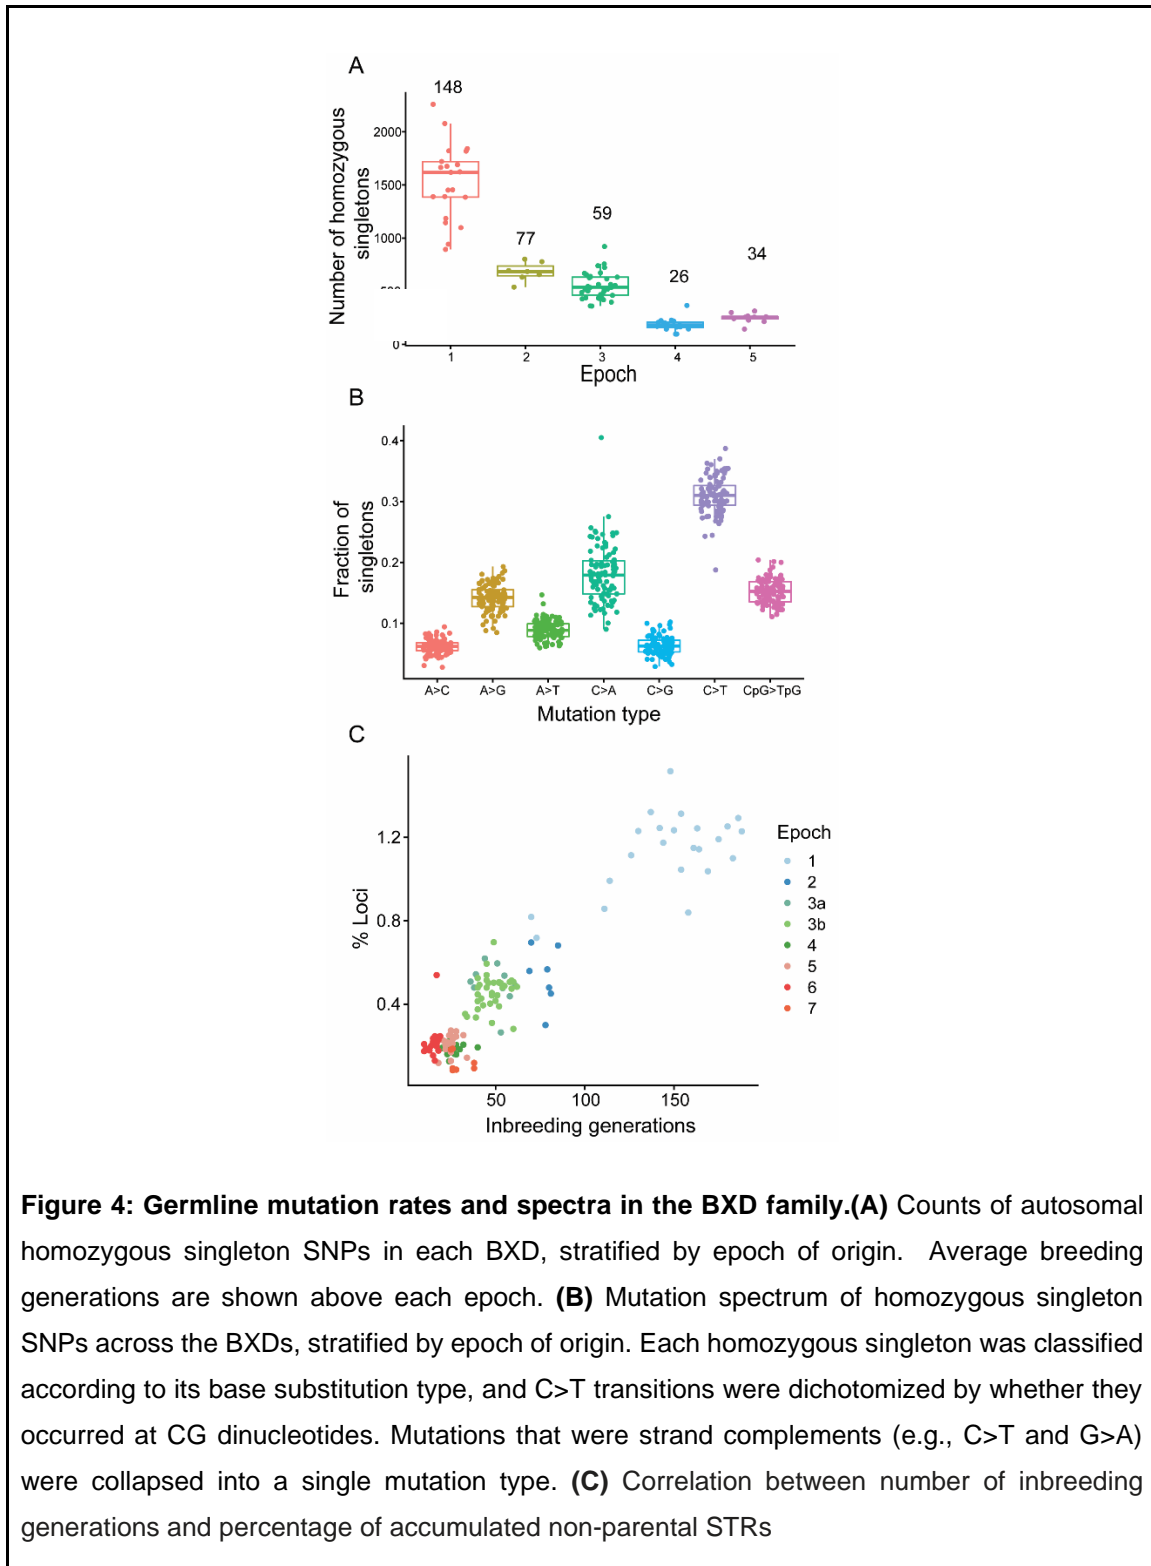 A
148
77
59
26
34
Number of homozygous
singletons
2000
1500
1000
0
1
2
3
4
5
Epoch
B
Fraction of
singletons
0.4
0.3
0.2
0.1
A>C
A>G
A>T
C>A
C>G
C>T
CpG>TpG
Mutation type
C
% Loci
1.2
0.8
0.4
50
100
150
Inbreeding generations
Epoch
1
2
3a
3b
4
5
6
7
Figure 4: Germline mutation rates and spectra in the BXD family.(A) Counts of autosomal
homozygous singleton SNPs in each BXD, stratified by epoch of origin. Average breeding
generations are shown above each epoch. (B) Mutation spectrum of homozygous singleton
SNPs across the BXDs, stratified by epoch of origin. Each homozygous singleton was classified
according to its base substitution type, and C>T transitions were dichotomized by whether they
occurred at CG dinucleotides. Mutations that were strand complements (e.g., C>T and G>A)
were collapsed into a single mutation type. (C) Correlation between number of inbreeding
generations and percentage of accumulated non-parental STRs